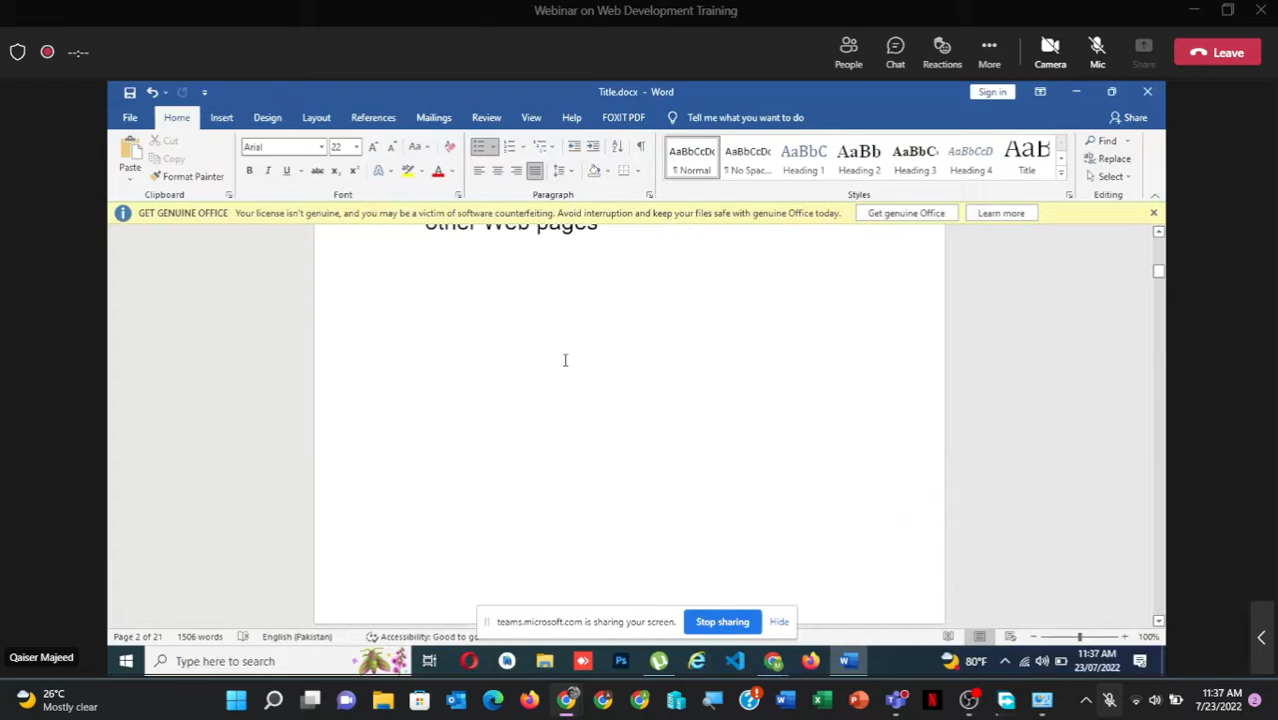 Webinar on Web Development Training
--:--
People
Chat
Reactions
More
Camera
Mic
Share
Leave
Title.docx - Word
Sign in
File
Home
Insert
Design
Layout
References
Mailings
Review
View
Help
FOXIT PDF
Tell me what you want to do
Share
Paste
Cut
Copy
Format Painter
Clipboard
Arial
22
Font
Paragraph
AaBbCcDc
¶ Normal
AaBbCcDc
¶ No Spac...
AaBbC
Heading 1
AaBb
Heading 2
AaBbC
Heading 3
AaBbCcD
Heading 4
AaB
Title
Styles
Find
Replace
Select
Editing
GET GENUINE OFFICE Your license isn't genuine, and you may be a victim of software counterfeiting. Avoid interruption and keep your files safe with genuine Office today.
Get genuine Office
Learn more
other Web pages
teams.microsoft.com is sharing your screen.
Stop sharing
Hide
Page 2 of 21
1506 words
English (Pakistan)
Accessibility: Good to go
100%
Qaiser Majeed
Type here to search
80°F
11:37 AM
23/07/2022
26°C
Mostly clear
11:37 AM
7/23/2022
2